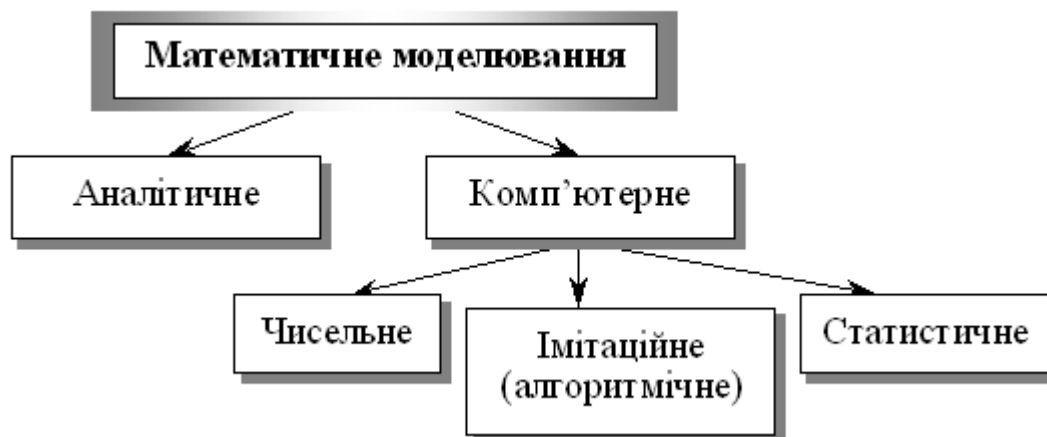 Математичне моделювання
Аналітичне
Комп’ютерне
Чисельне
Імітаційне
(алгоритмічне)
Статистичне